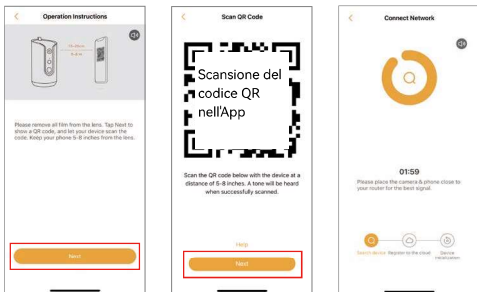 Operation Instructions
Please remove all film from the lens. Tap Next to
show a QR code, and let your device scan the
code. Keep your phone 5-8 inches from the lens.
Next
Scan QR Code
Scansione del
codice QR
nell'App
Scan the QR code below with the device at a
distance of 5-8 inches. A tone will be heard
when successfully scanned.
Help
Next
Connect Network
01:59
Please place the camera & phone close to
your router for the best signal.
Search device
Register to the cloud
Device
initialization